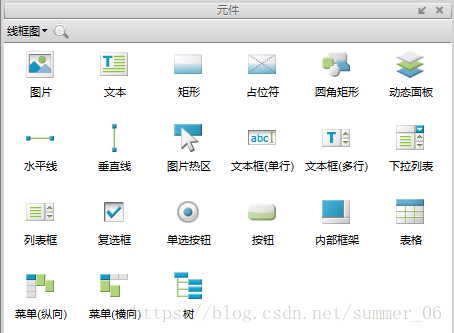 元件
线框图
图片 文本 矩形 占位符 圆角矩形 动态面板
水平线 垂直线 图片热区 文本框(单行) 文本框(多行) 下拉列表
列表框 复选框 单选按钮 按钮 内部框架 表格
菜单(纵向) 菜单(横向) 树
https://blog.csdn.net/summer_06